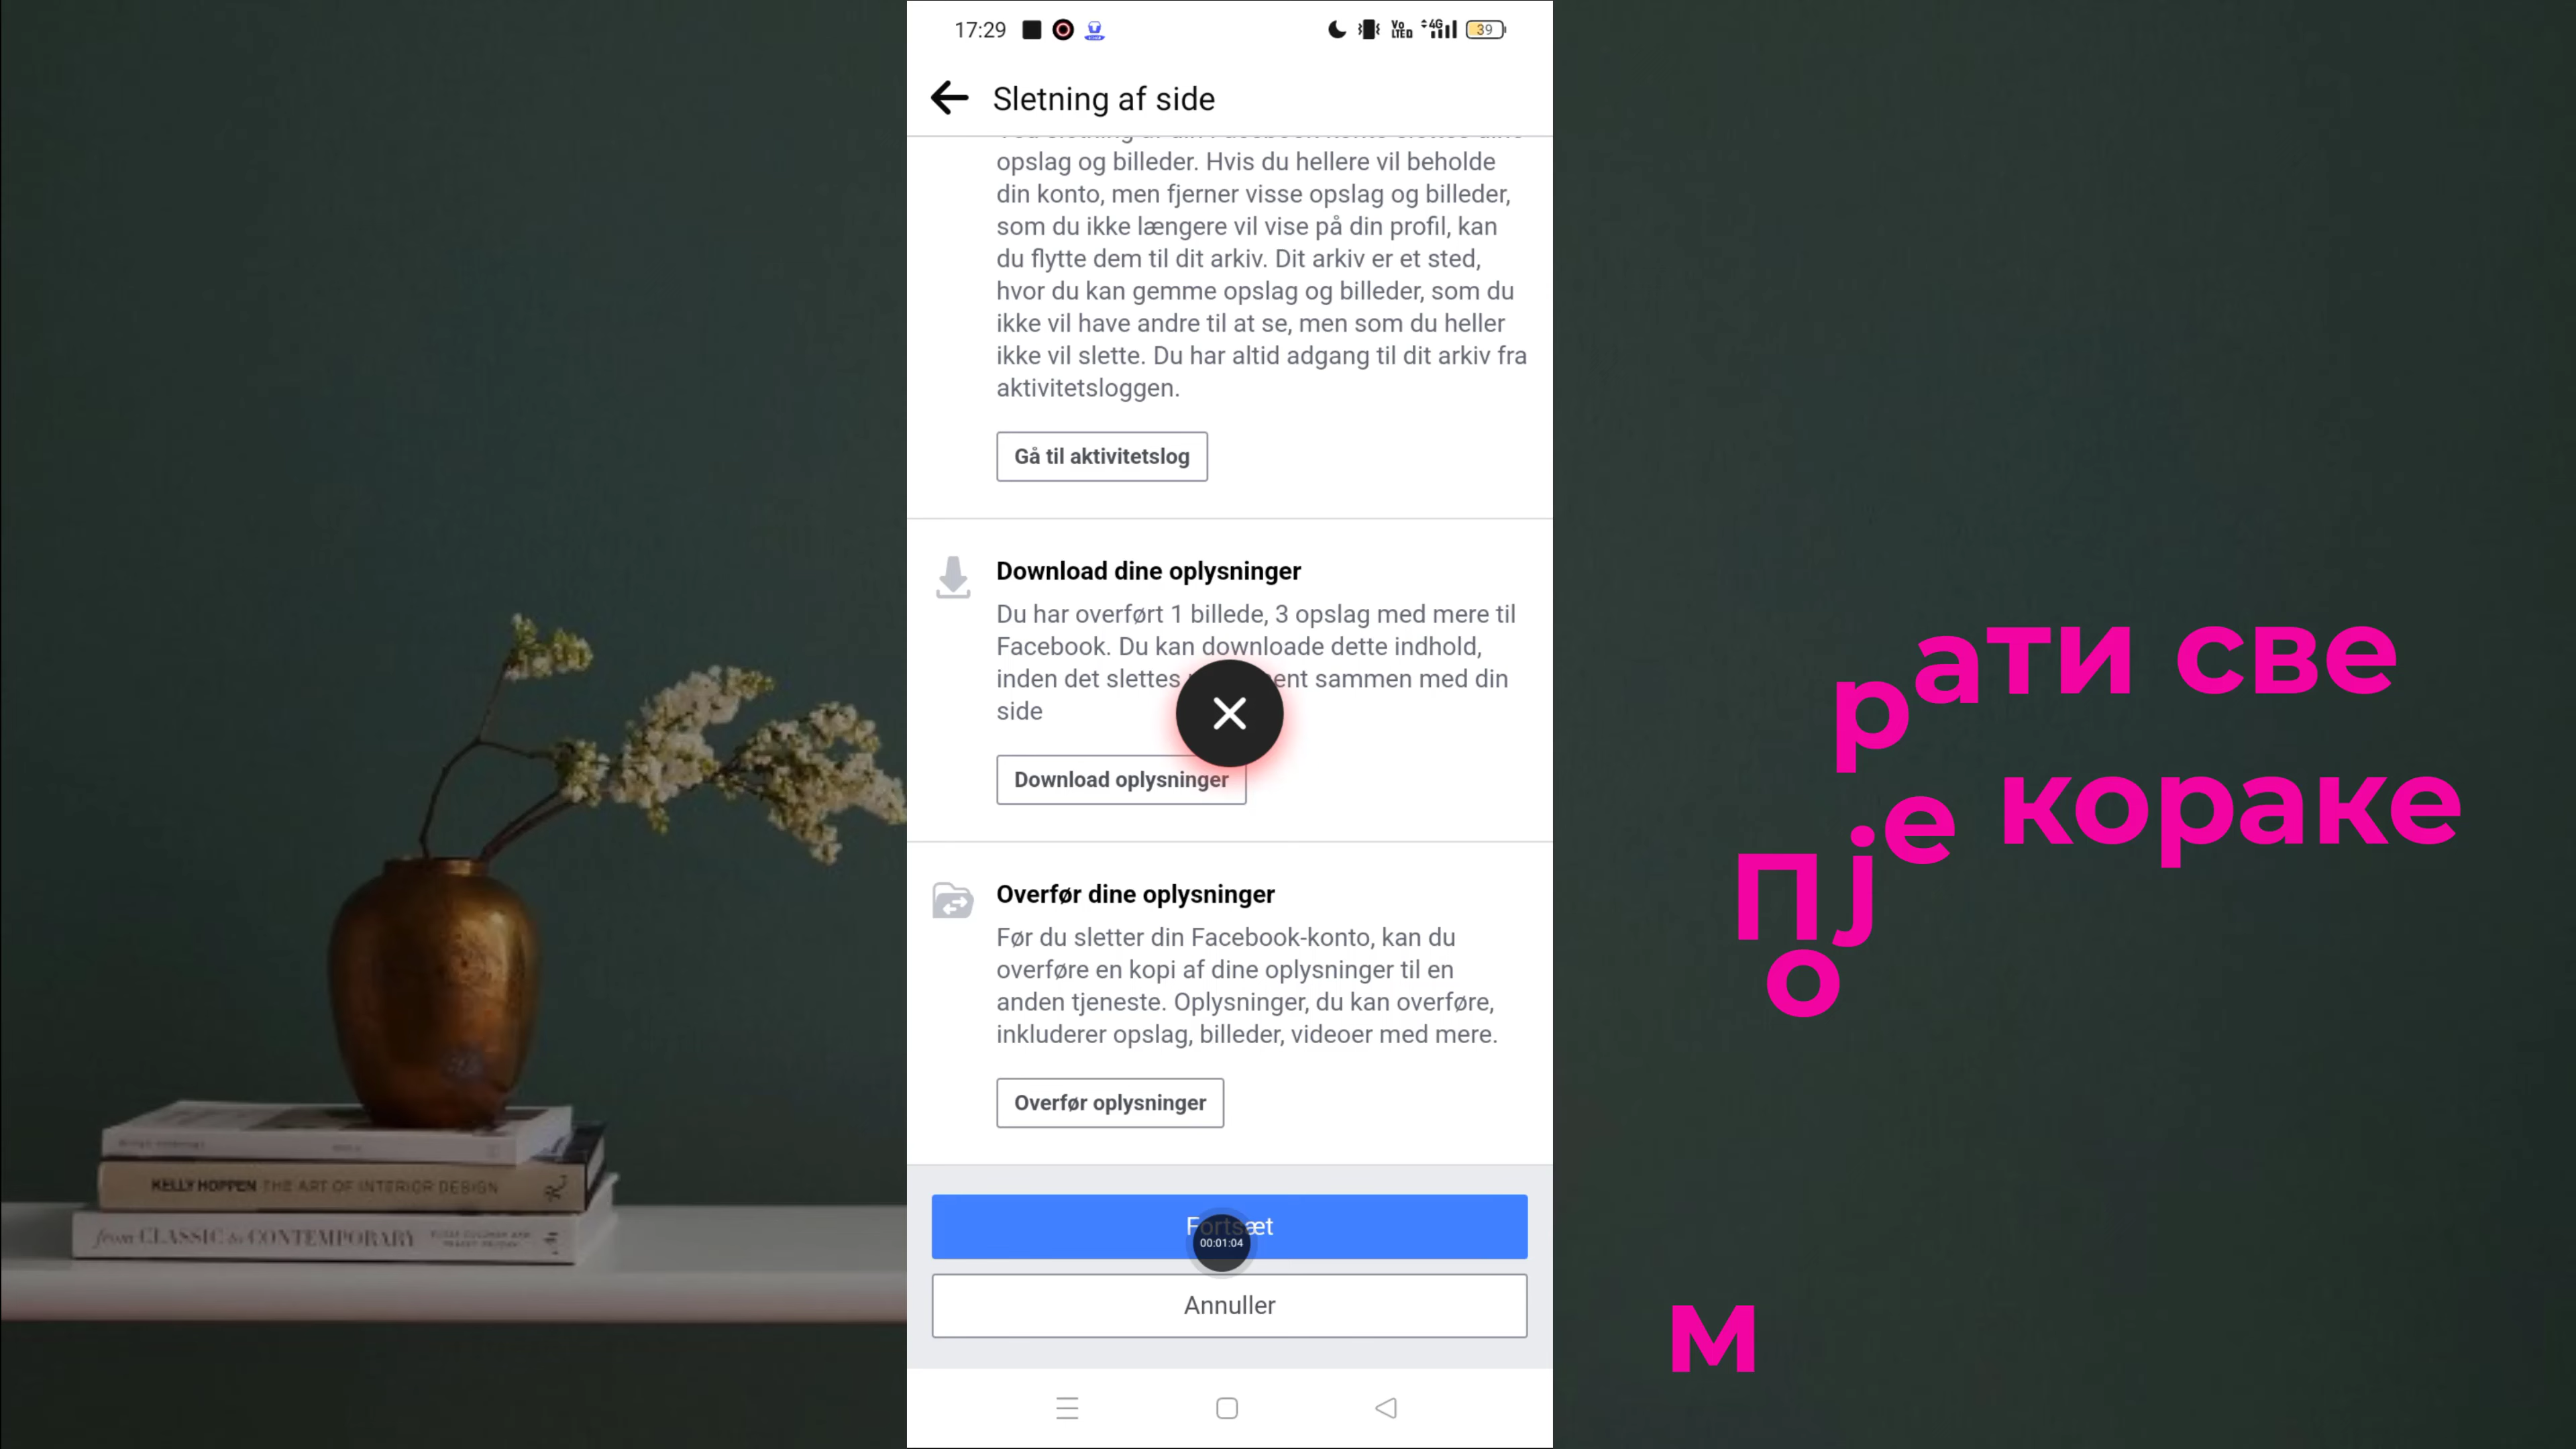 17:29
Vo
LTED
4G
39
Sletning af side
opslag og billeder. Hvis du hellere vil beholde
din konto, men fjerner visse opslag og billeder,
som du ikke længere vil vise på din profil, kan
du flytte dem til dit arkiv. Dit arkiv er et sted,
hvor du kan gemme opslag og billeder, som du
ikke vil have andre til at se, men som du heller
ikke vil slette. Du har altid adgang til dit arkiv fra
aktivitetsloggen.
Gå til aktivitetslog
Download dine oplysninger
Du har overført 1 billede, 3 opslag med mere til
Facebook. Du kan downloade dette indhold,
inden det slettes sammen med din
side
Download oplysninger
Overfør dine oplysninger
Før du sletter din Facebook-konto, kan du
overføre en kopi af dine oplysninger til en
anden tjeneste. Oplysninger, du kan overføre,
inkluderer opslag, billeder, videoer med mere.
Overfør oplysninger
Fortsæt
00:01:04
Annuller
KELLY HOPPEN THE ART OF INTERIOR DESIGN
from CLASSIC to CONTEMPORARY
Прати све
моје кораке